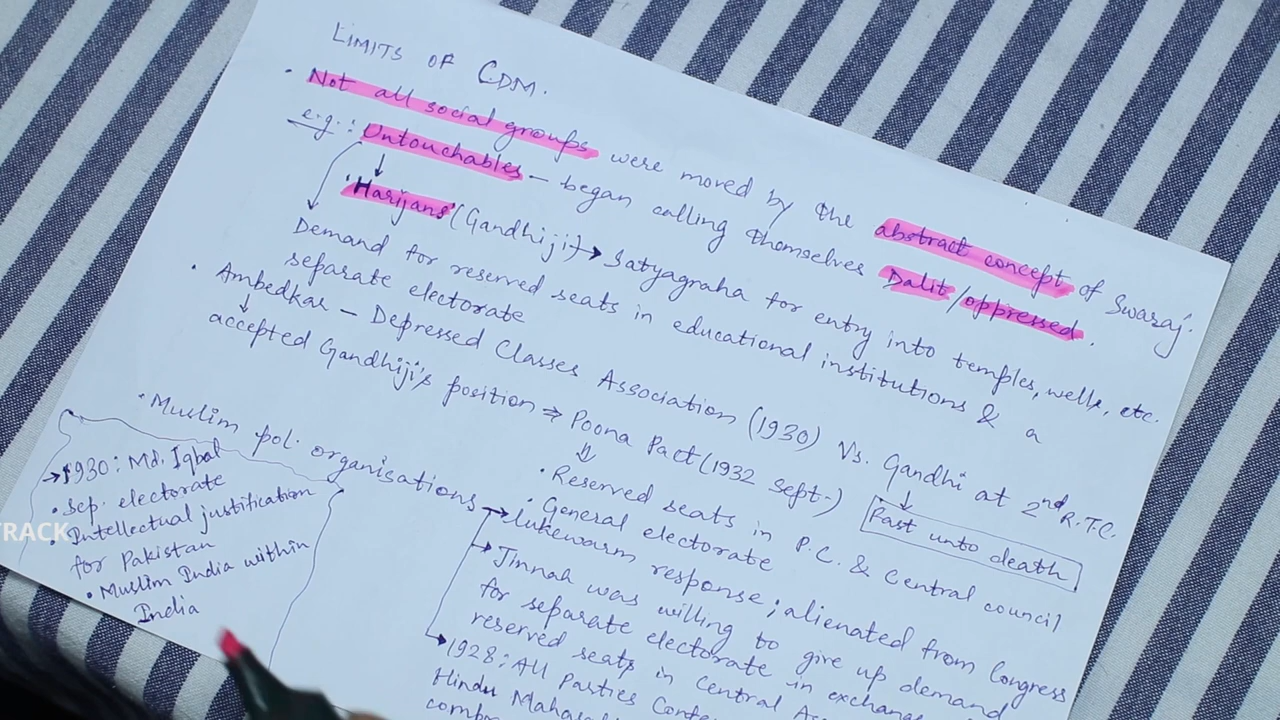 LIMITS OF CDM.
• Not all social groups were moved by the abstract concept of Swaraj.
e.g.: Untouchables – began calling themselves Dalit/oppressed.
'Harijans' (Gandhiji) → Satyagraha for entry into temples, wells, etc.
Demand for reserved seats in educational institutions & a
separate electorate
• Ambedkar – Depressed Classes Association (1930) Vs. Gandhi at 2nd R.T.C.
accepted Gandhiji's position ⇒ Poona Pact (1932 Sept-)
Fast unto death
• Reserved seats in P.C. & Central council
• General electorate
• Muslim pol. organisations → lukewarm response; alienated from Congress
→ Jinnah was willing to give up demand
for separate electorate in exchange
reserved seats in Central
→ 1928: All Parties
Hindu
→ 1930: Md. Iqbal
• Sep. electorate
• Intellectual justification
for Pakistan
• Muslim India within
India
TRACK